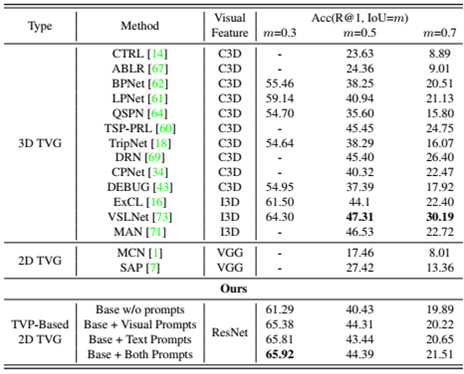 Type Method Visual Feature Acc(R@1, IoU=m)
m=0.3 m=0.5 m=0.7
3D TVG
CTRL [14] C3D - 23.63 8.89
ABLR [67] C3D - 24.36 9.01
BPNet [62] C3D 55.46 38.25 20.51
LPNet [61] C3D 59.14 40.94 21.13
QSPN [64] C3D 54.70 35.60 15.80
TSP-PRL [60] C3D - 45.45 24.75
TripNet [18] C3D 54.64 38.29 16.07
DRN [69] C3D - 45.40 26.40
CPNet [34] C3D - 40.32 22.47
DEBUG [43] C3D 54.95 37.39 17.92
ExCL [16] I3D 61.50 44.1 22.40
VSLNet [73] I3D 64.30 47.31 30.19
MAN [71] I3D - 46.53 22.72
2D TVG
MCN [1] VGG - 17.46 8.01
SAP [7] VGG - 27.42 13.36
Ours
TVP-Based 2D TVG
ResNet
Base w/o prompts 61.29 40.43 19.89
Base + Visual Prompts 65.38 44.31 20.22
Base + Text Prompts 65.81 43.44 20.65
Base + Both Prompts 65.92 44.39 21.51